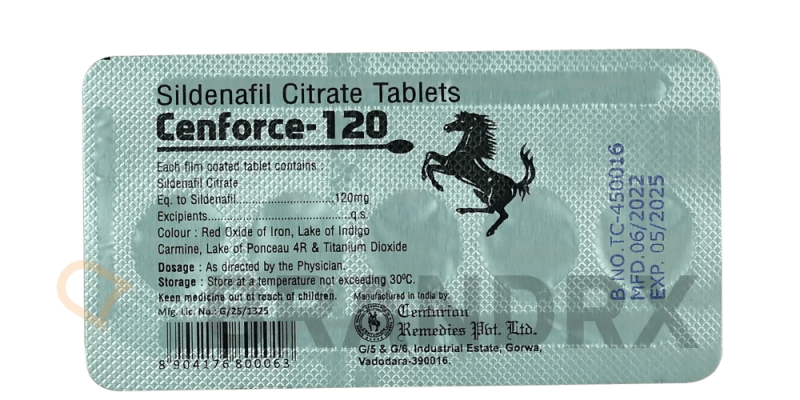 Sildenafil Citrate Tablets
Cenforce-120
Each film coated tablet contains :
Sildenafil Citrate
Eq. to Sildenafil........................120mg
Excipients................................q.s.
Colour : Red Oxide of Iron, Lake of Indigo
Carmine, Lake of Ponceau 4R & Titanium Dioxide
Dosage : As directed by the Physician.
Storage : Store at a temperature not exceeding 30ºC.
Keep medicine out of reach of children.
Mfg. Lic. No.: G/25/1325
8 904176 800063
Manufactured in India by:
Centurion
Remedies Pvt. Ltd.
G/5 & G/6, Industrial Estate, Gorwa,
Vadodara-390016.
B.NO.TC-450016
MFD.06/2022
EXP. 05/2025